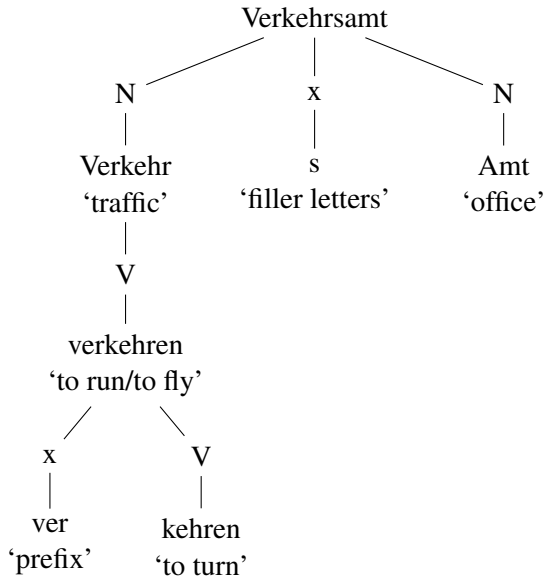 Verkehrsamt
N x N
Verkehr s Amt
‘traffic’ ‘filler letters’ ‘office’
V
verkehren
‘to run/to fly’
x V
ver kehren
‘prefix’ ‘to turn’